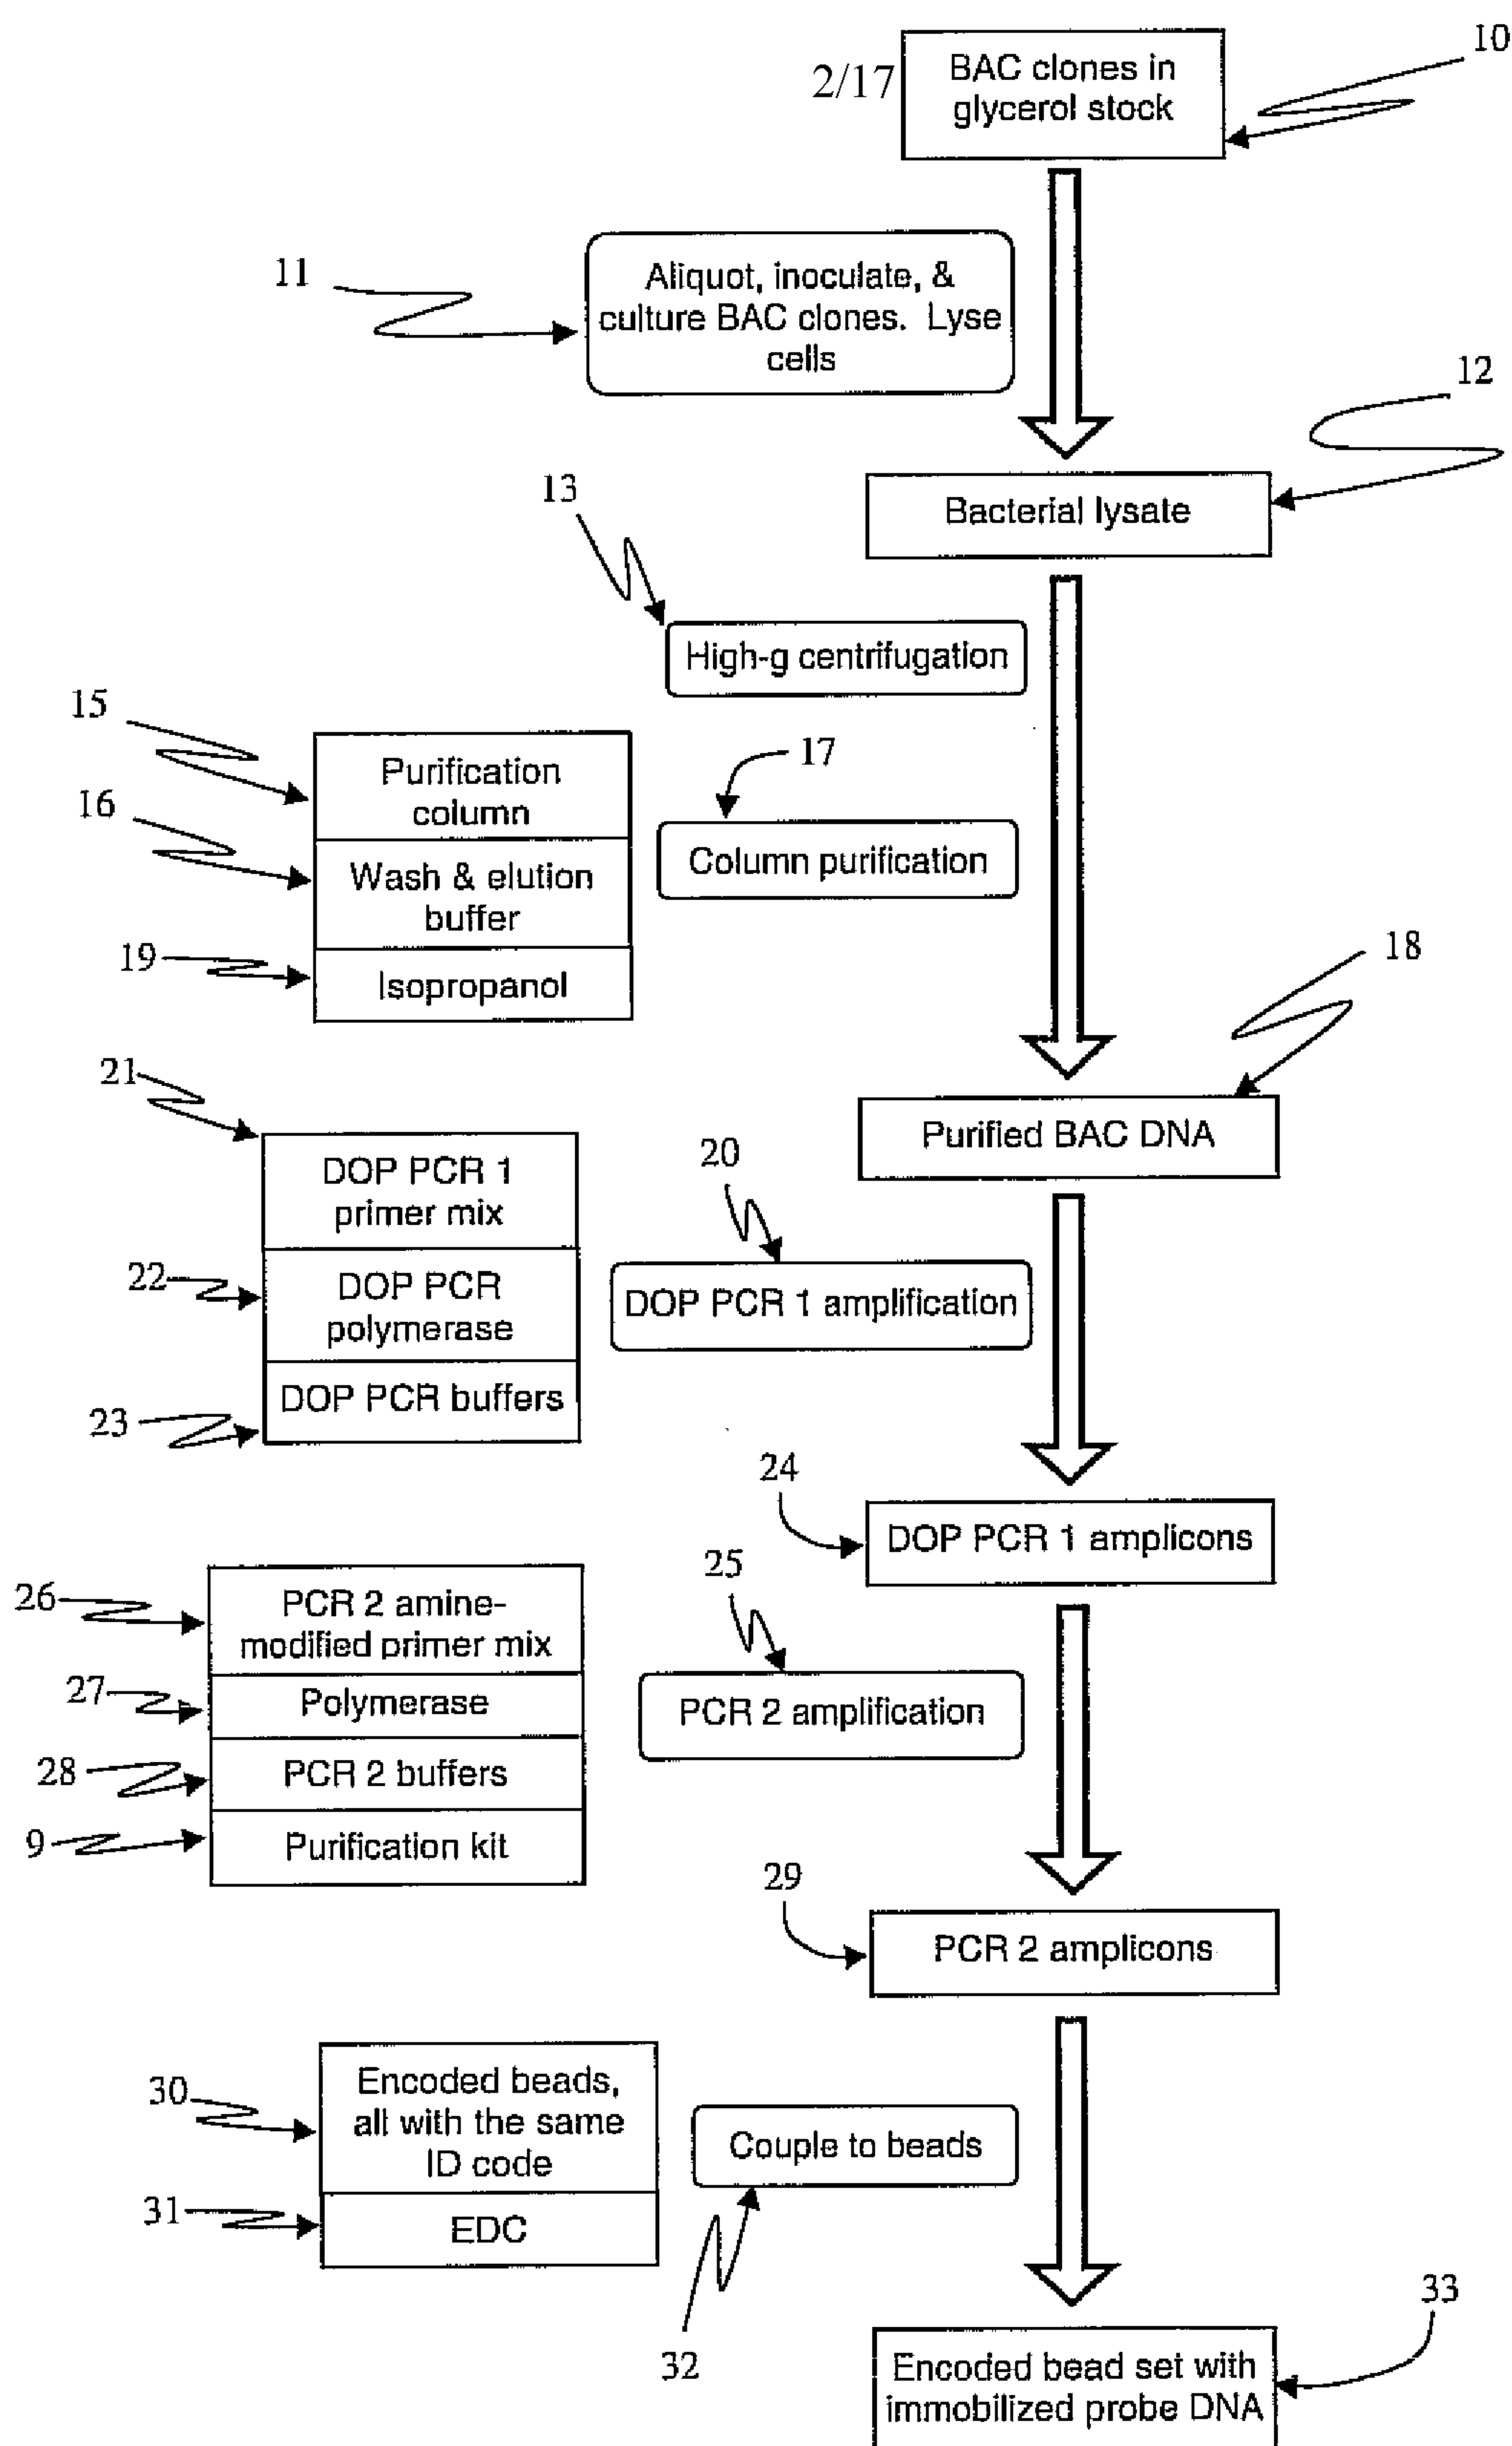 10
2/17
BAC clones in
glycerol stock
11
Aliquot, inoculate, &
culture BAC clones. Lyse
cells
12
Bacterial lysate
13
High-g centrifugation
15
Purification
column
17
16
Wash & elution
buffer
Column purification
19
Isopropanol
18
21
Purified BAC DNA
DOP PCR 1
primer mix
20
22
DOP PCR
polymerase
DOP PCR 1 amplification
23
DOP PCR buffers
24
DOP PCR 1 amplicons
26
PCR 2 amine-
modified primer mix
25
27
Polymerase
PCR 2 amplification
28
PCR 2 buffers
9
Purification kit
29
PCR 2 amplicons
30
Encoded beads,
all with the same
ID code
Couple to beads
31
EDC
32
33
Encoded bead set with
immobilized probe DNA